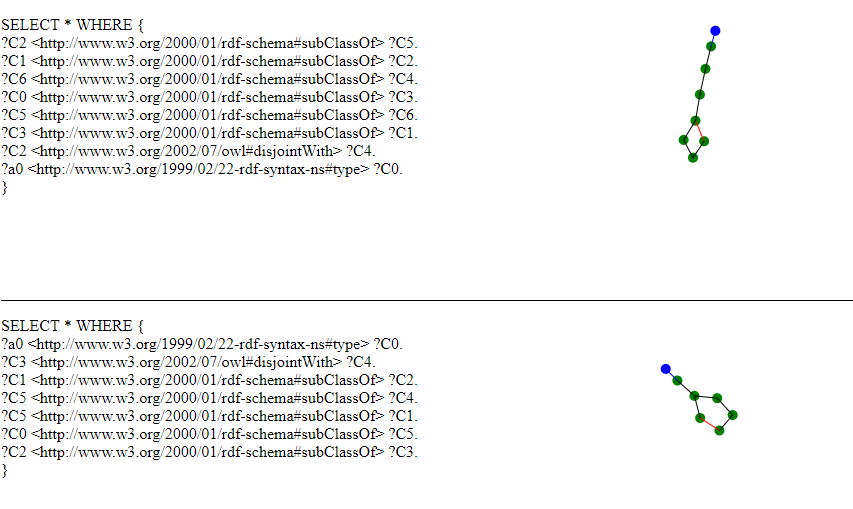 SELECT * WHERE {
?C2 <http://www.w3.org/2000/01/rdf-schema#subClassOf> ?C5.
?C1 <http://www.w3.org/2000/01/rdf-schema#subClassOf> ?C2.
?C6 <http://www.w3.org/2000/01/rdf-schema#subClassOf> ?C4.
?C0 <http://www.w3.org/2000/01/rdf-schema#subClassOf> ?C3.
?C5 <http://www.w3.org/2000/01/rdf-schema#subClassOf> ?C6.
?C3 <http://www.w3.org/2000/01/rdf-schema#subClassOf> ?C1.
?C2 <http://www.w3.org/2002/07/owl#disjointWith> ?C4.
?a0 <http://www.w3.org/1999/02/22-rdf-syntax-ns#type> ?C0.
}
SELECT * WHERE {
?a0 <http://www.w3.org/1999/02/22-rdf-syntax-ns#type> ?C0.
?C3 <http://www.w3.org/2002/07/owl#disjointWith> ?C4.
?C1 <http://www.w3.org/2000/01/rdf-schema#subClassOf> ?C2.
?C5 <http://www.w3.org/2000/01/rdf-schema#subClassOf> ?C4.
?C5 <http://www.w3.org/2000/01/rdf-schema#subClassOf> ?C1.
?C0 <http://www.w3.org/2000/01/rdf-schema#subClassOf> ?C5.
?C2 <http://www.w3.org/2000/01/rdf-schema#subClassOf> ?C3.
}